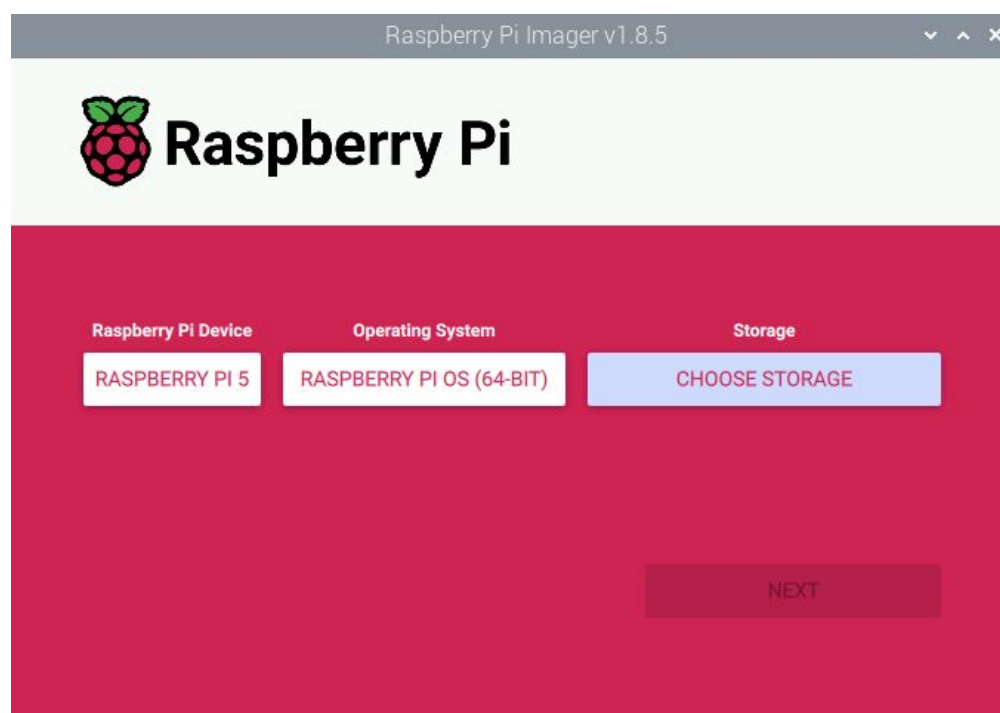 Raspberry Pi Imager v1.8.5
Raspberry Pi
Raspberry Pi Device
Operating System
Storage
RASPBERRY PI 5
RASPBERRY PI OS (64-BIT)
CHOOSE STORAGE
NEXT